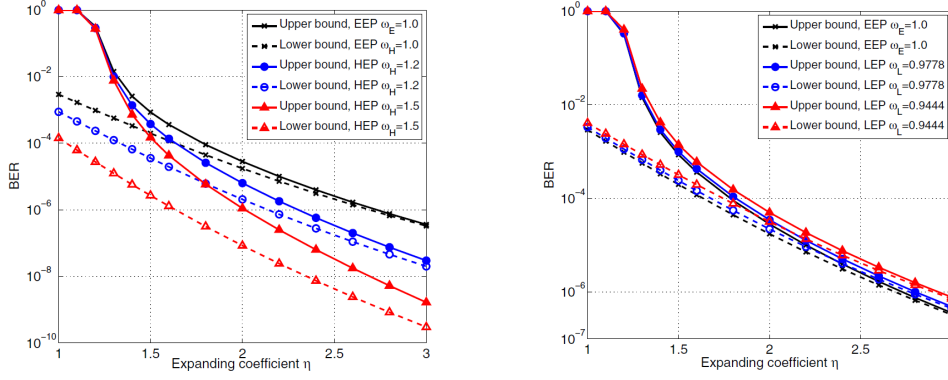 10^0
10^-2
10^-4
10^-6
10^-8
10^-10
BER
1
1.5
2
2.5
3
Expanding coefficient η
Upper bound, EEP ω_E=1.0
Lower bound, EEP ω_H=1.0
Upper bound, HEP ω_H=1.2
Lower bound, HEP ω_H=1.2
Upper bound, HEP ω_H=1.5
Lower bound, HEP ω_H=1.5
10^0
10^-2
10^-4
10^-6
10^-7
BER
1
1.5
2
2.5
Expanding coefficient η
Upper bound, EEP ω_E=1.0
Lower bound, EEP ω_E=1.0
Upper bound, LEP ω_L=0.9778
Lower bound, LEP ω_L=0.9778
Upper bound, LEP ω_L=0.9444
Lower bound, LEP ω_L=0.9444